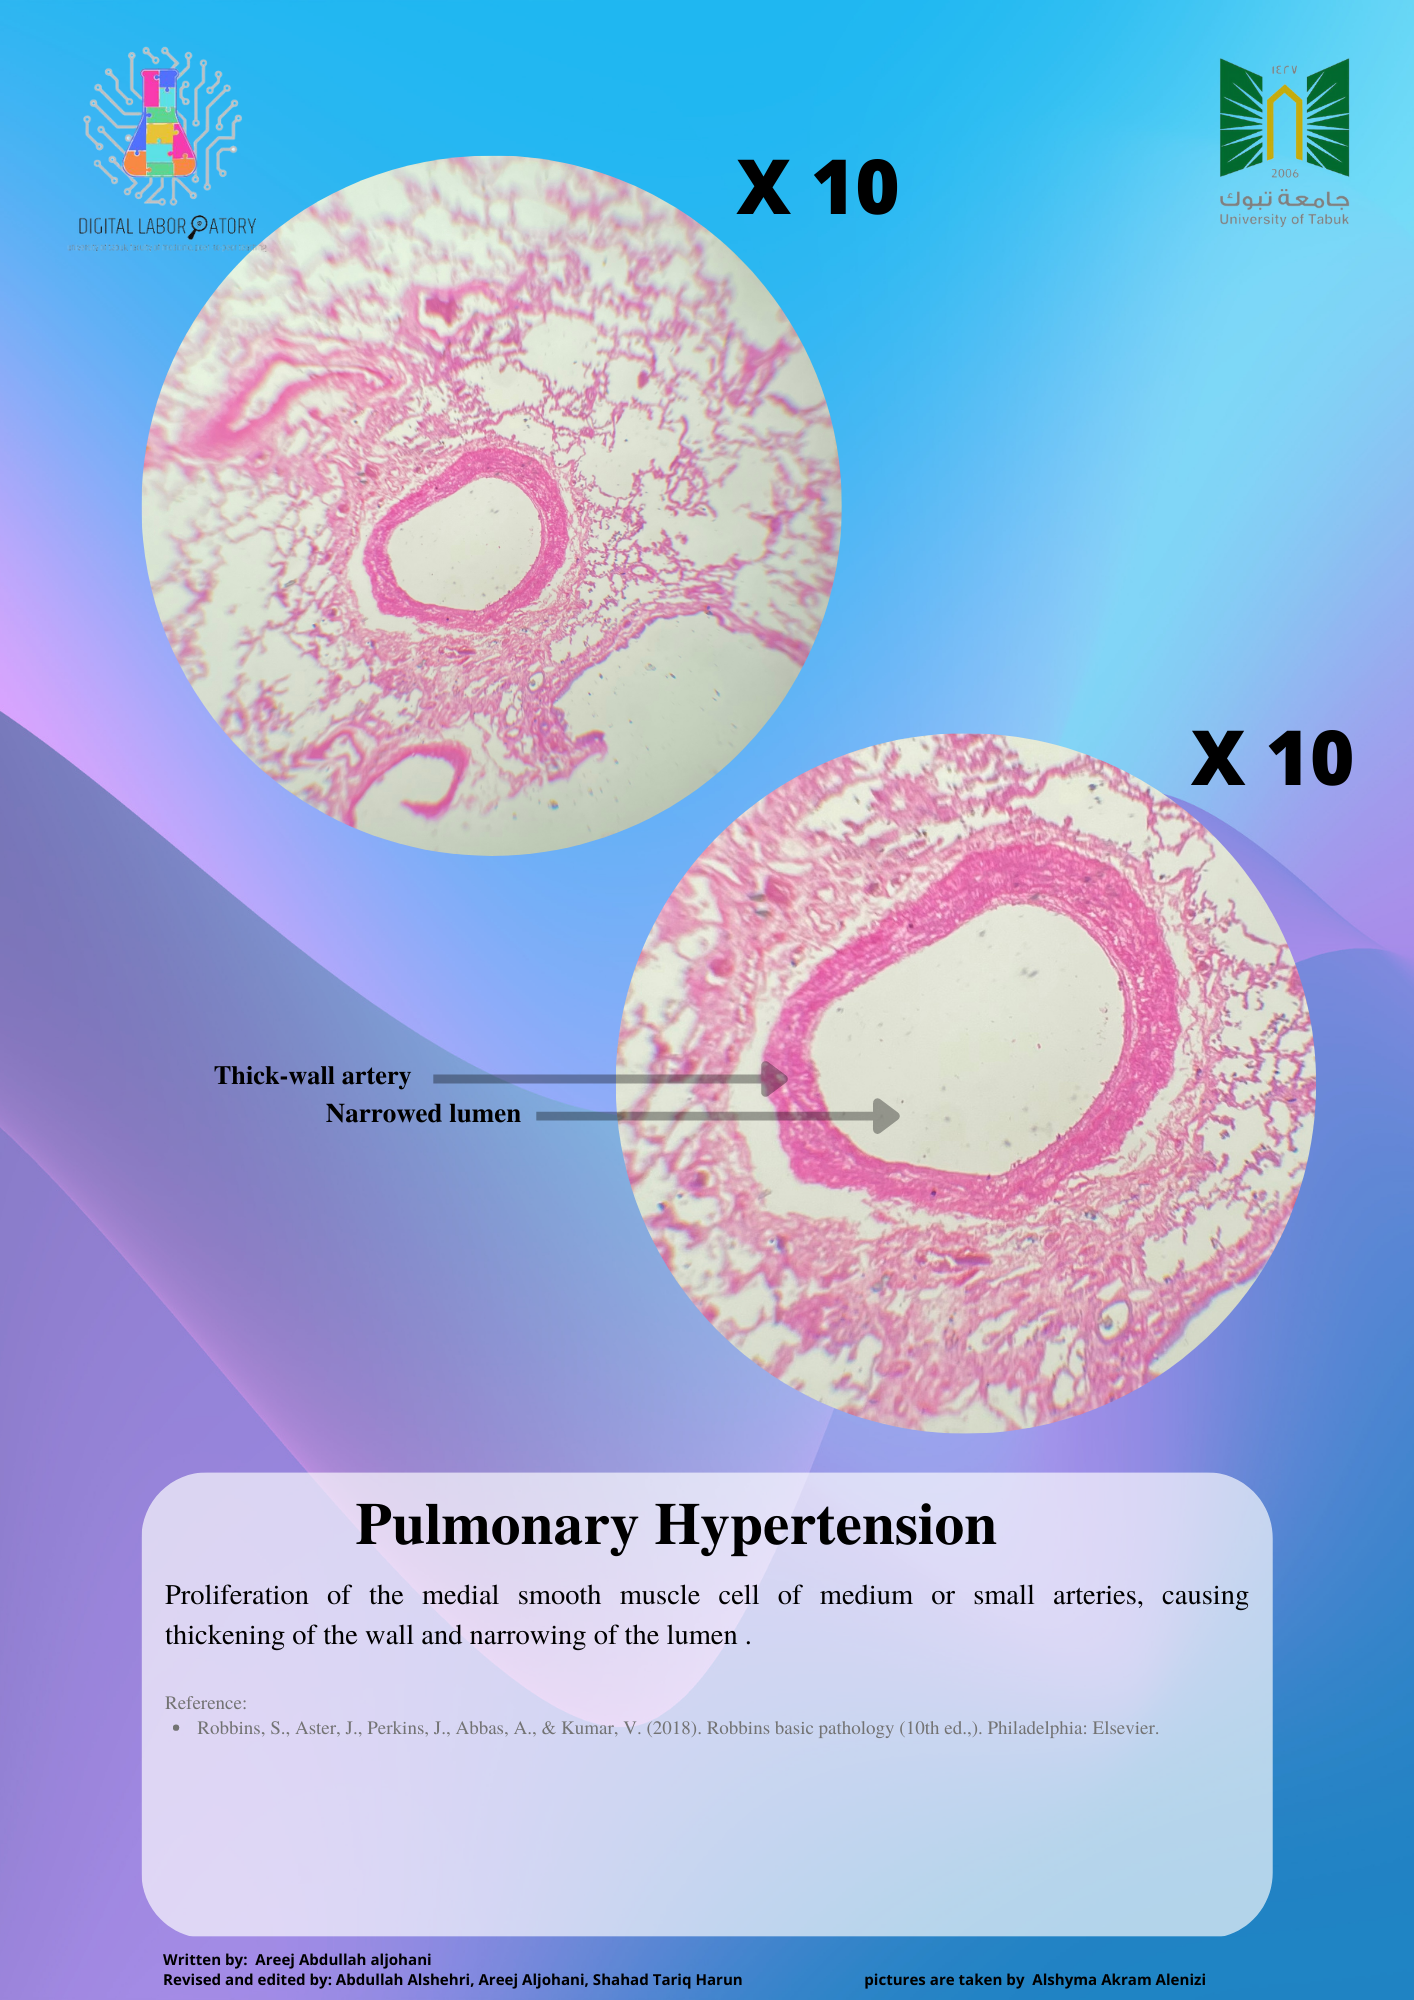 DIGITAL LABORATORY
١٤٢٧
2006
جامعة تبوك
University of Tabuk
X 10
X 10
Thick-wall artery
Narrowed lumen
Pulmonary Hypertension
Proliferation of the medial smooth muscle cell of medium or small arteries, causing
thickening of the wall and narrowing of the lumen .
Reference:
• Robbins, S., Aster, J., Perkins, J., Abbas, A., & Kumar, V. (2018). Robbins basic pathology (10th ed.,). Philadelphia: Elsevier.
Written by: Areej Abdullah aljohani
Revised and edited by: Abdullah Alshehri, Areej Aljohani, Shahad Tariq Harun
pictures are taken by Alshyma Akram Alenizi